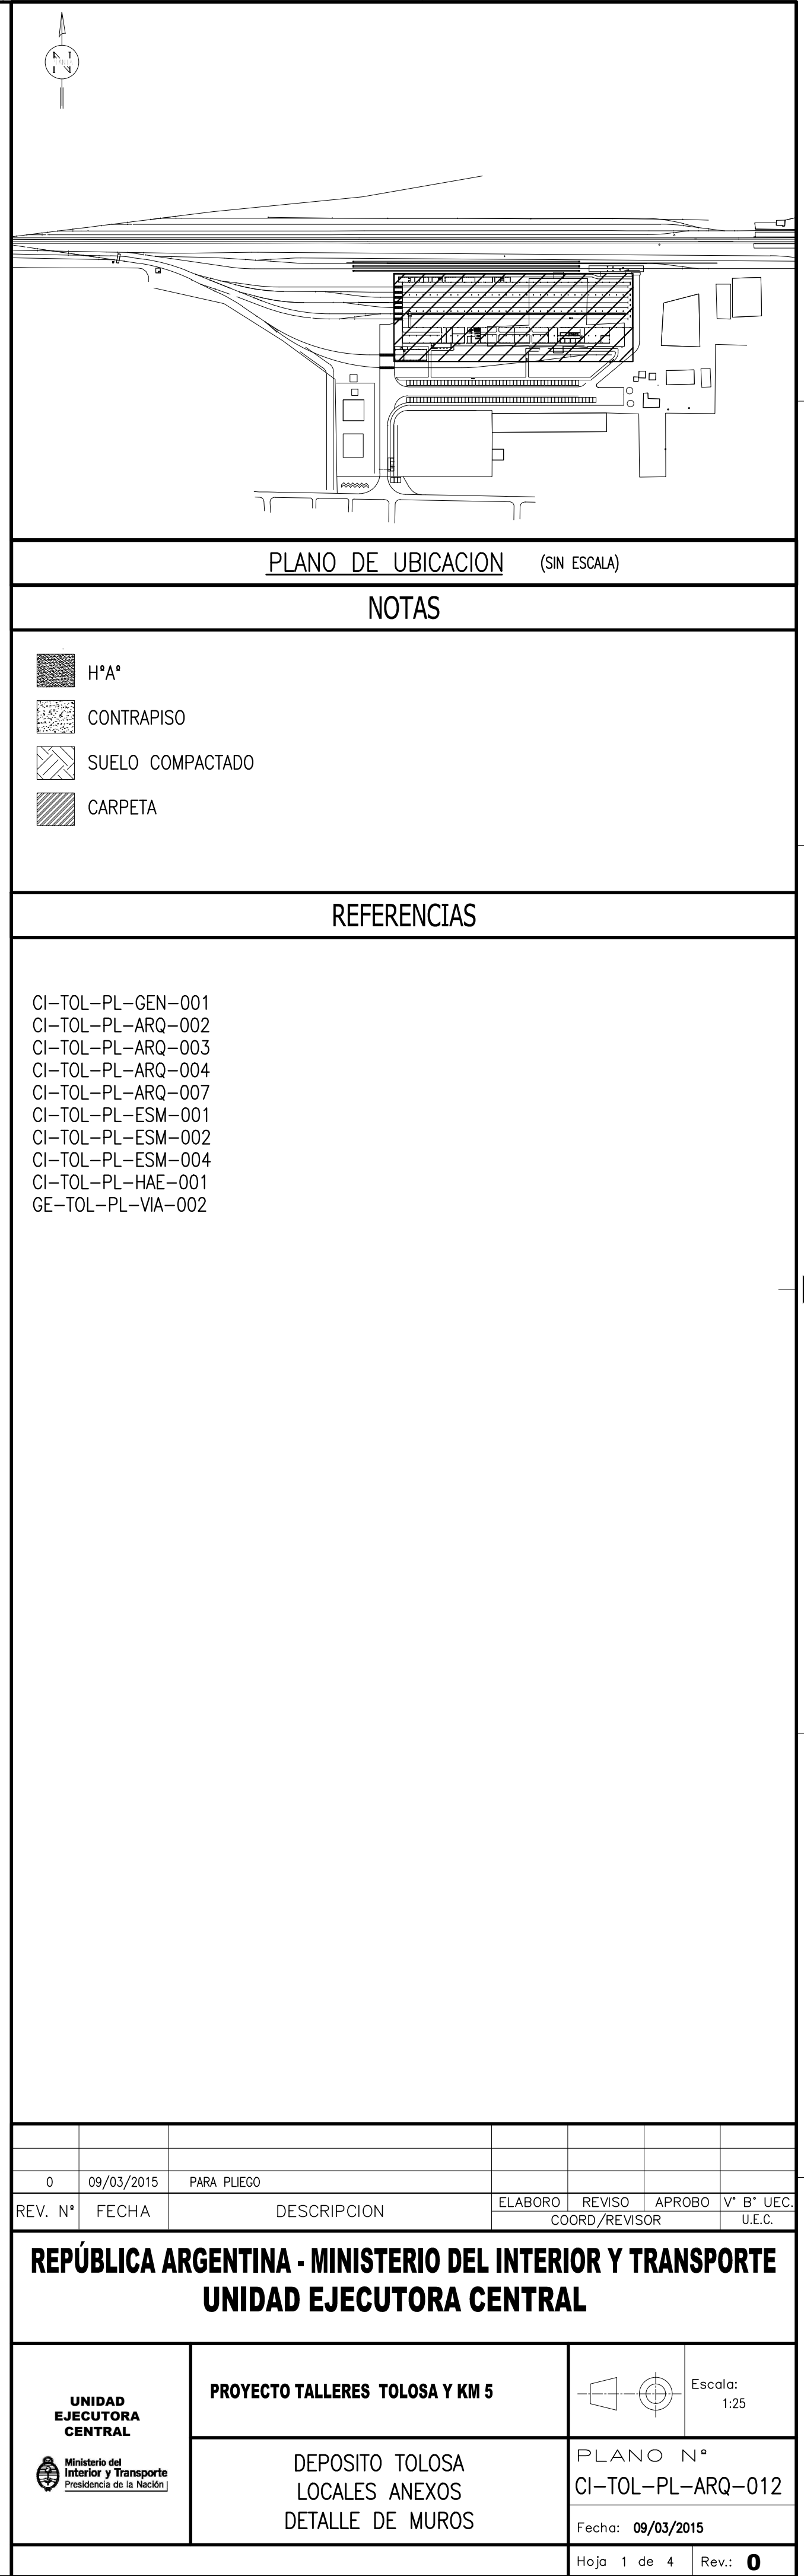 N
PLANO DE UBICACION (SIN ESCALA)
NOTAS
HºAº
CONTRAPISO
SUELO COMPACTADO
CARPETA
REFERENCIAS
CI-TOL-PL-GEN-001
CI-TOL-PL-ARQ-002
CI-TOL-PL-ARQ-003
CI-TOL-PL-ARQ-004
CI-TOL-PL-ARQ-007
CI-TOL-PL-ESM-001
CI-TOL-PL-ESM-002
CI-TOL-PL-ESM-004
CI-TOL-PL-HAE-001
GE-TOL-PL-VIA-002
0 09/03/2015 PARA PLIEGO
REV. Nº FECHA DESCRIPCION ELABORO REVISO APROBO V° B° UEC.
COORD/REVISOR U.E.C.
REPÚBLICA ARGENTINA - MINISTERIO DEL INTERIOR Y TRANSPORTE
UNIDAD EJECUTORA CENTRAL
UNIDAD
EJECUTORA
CENTRAL
Ministerio del
Interior y Transporte
Presidencia de la Nación
PROYECTO TALLERES TOLOSA Y KM 5
Escala:
1:25
DEPOSITO TOLOSA
LOCALES ANEXOS
DETALLE DE MUROS
PLANO Nº
CI-TOL-PL-ARQ-012
Fecha: 09/03/2015
Hoja 1 de 4 Rev.: 0